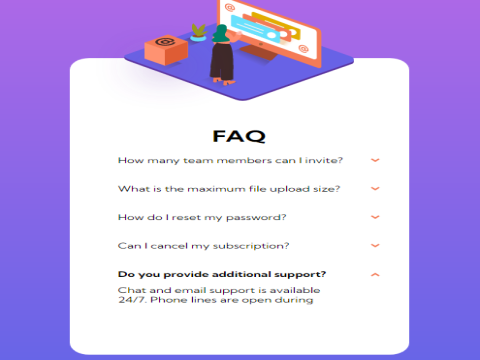 FAQ
How many team members can I invite?
What is the maximum file upload size?
How do I reset my password?
Can I cancel my subscription?
Do you provide additional support?
Chat and email support is available
24/7. Phone lines are open during